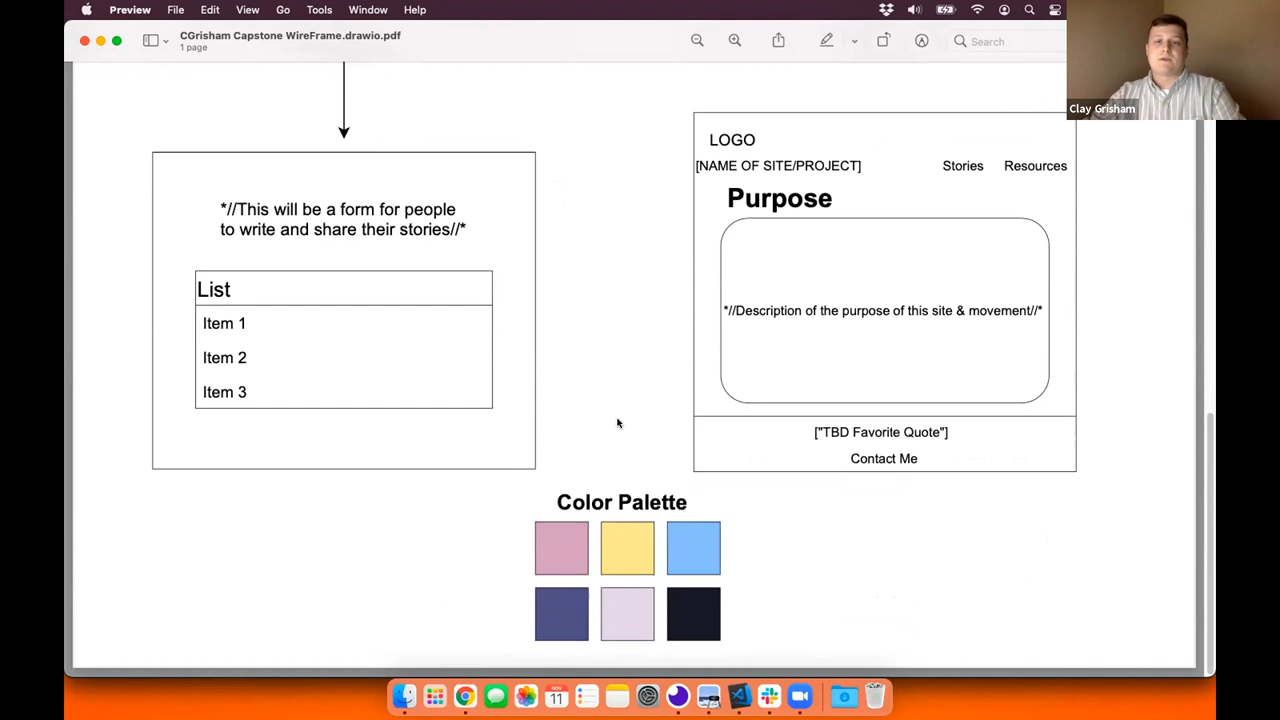 Preview File Edit View Go Tools Window Help
CGrisham Capstone WireFrame.drawio.pdf
1 page
Search
Clay Grisham
*//This will be a form for people
to write and share their stories//*
List
Item 1
Item 2
Item 3
LOGO
[NAME OF SITE/PROJECT] Stories Resources
Purpose
*//Description of the purpose of this site & movement//*
["TBD Favorite Quote"]
Contact Me
Color Palette
NOV
11